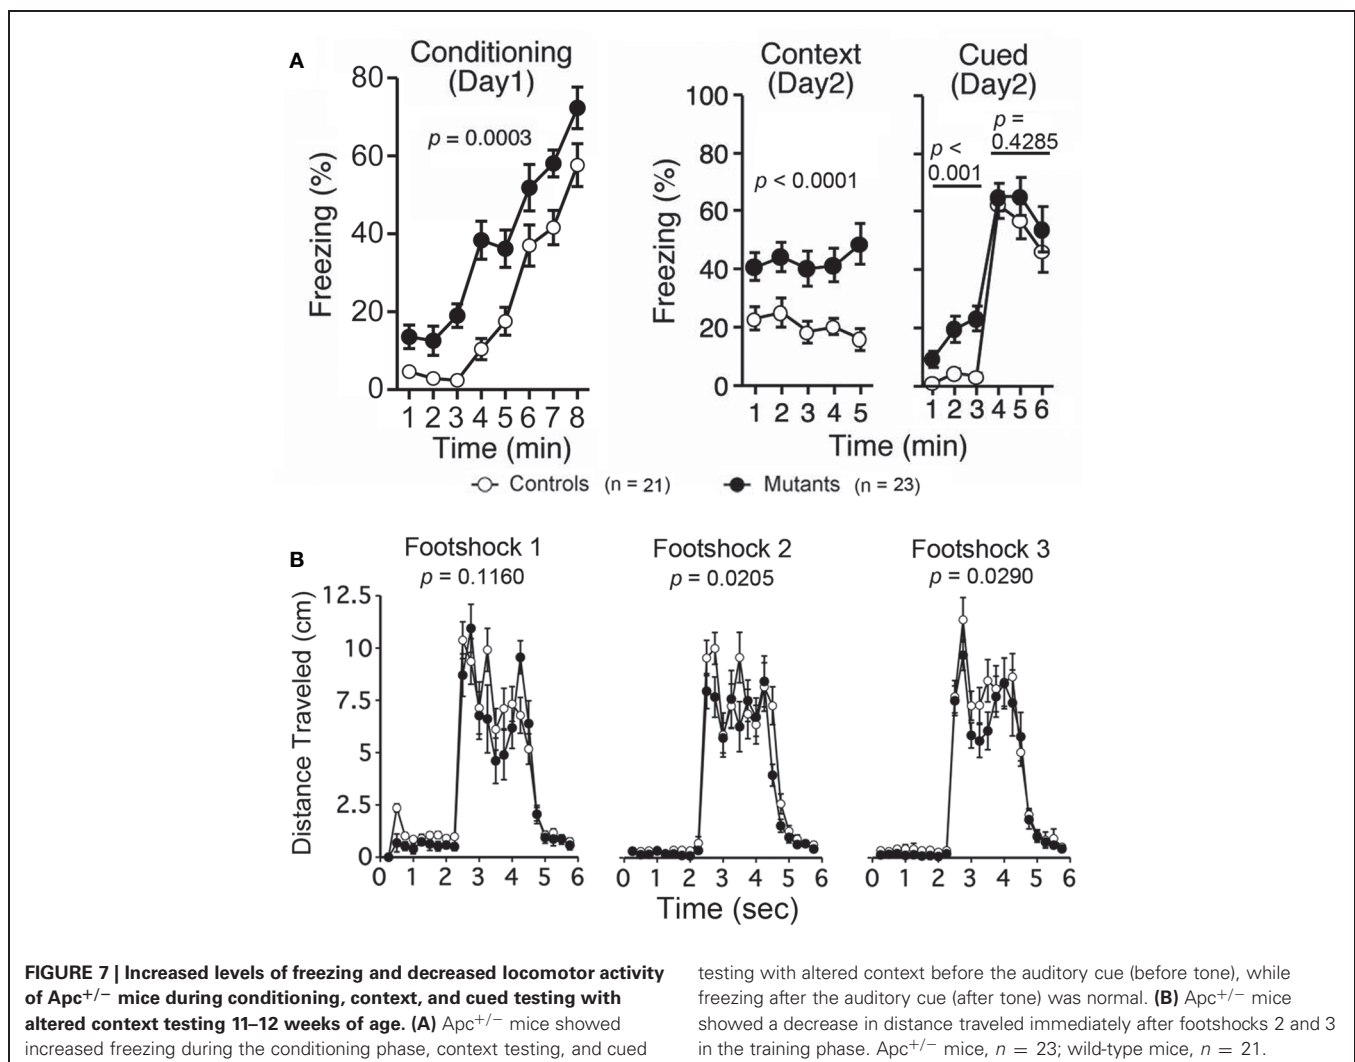 A
Conditioning
(Day1)
Context
(Day2)
Cued
(Day2)
Freezing (%)
80
60
40
20
0
p = 0.0003
1 2 3 4 5 6 7 8
Time (min)
Freezing (%)
100
80
60
40
20
0
p < 0.0001
1 2 3 4 5
p <
0.001
p =
0.4285
1 2 3 4 5 6
Time (min)
Controls (n = 21)
Mutants (n = 23)
B
Footshock 1
p = 0.1160
Footshock 2
p = 0.0205
Footshock 3
p = 0.0290
Distance Traveled (cm)
12.5
10
7.5
5
2.5
0
0 1 2 3 4 5 6
0 1 2 3 4 5 6
0 1 2 3 4 5 6
Time (sec)
FIGURE 7 | Increased levels of freezing and decreased locomotor activity
of Apc+/− mice during conditioning, context, and cued testing with
altered context testing 11–12 weeks of age. (A) Apc+/− mice showed
increased freezing during the conditioning phase, context testing, and cued
testing with altered context before the auditory cue (before tone), while
freezing after the auditory cue (after tone) was normal. (B) Apc+/− mice
showed a decrease in distance traveled immediately after footshocks 2 and 3
in the training phase. Apc+/− mice, n = 23; wild-type mice, n = 21.